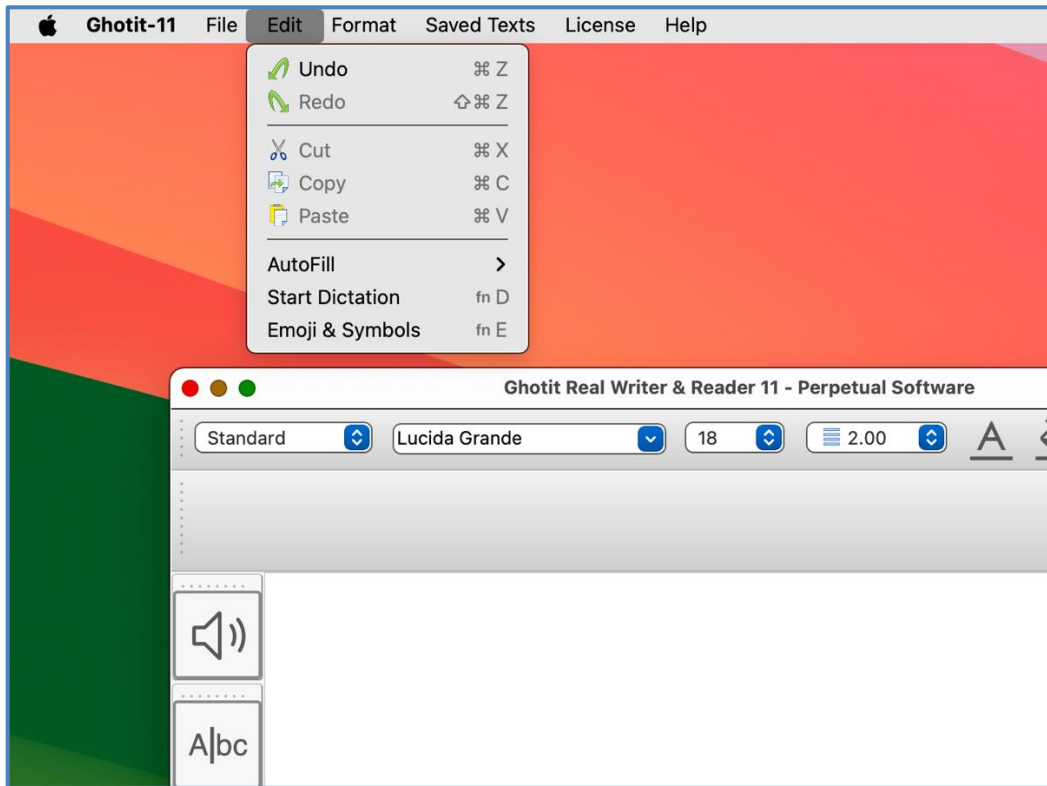 Ghotit-11 File Edit Format Saved Texts License Help
Undo ⌘ Z
Redo ⇧⌘ Z
Cut ⌘ X
Copy ⌘ C
Paste ⌘ V
AutoFill
Start Dictation fn D
Emoji & Symbols fn E
Ghotit Real Writer & Reader 11 - Perpetual Software
Standard Lucida Grande 18 2.00 A
A|bc